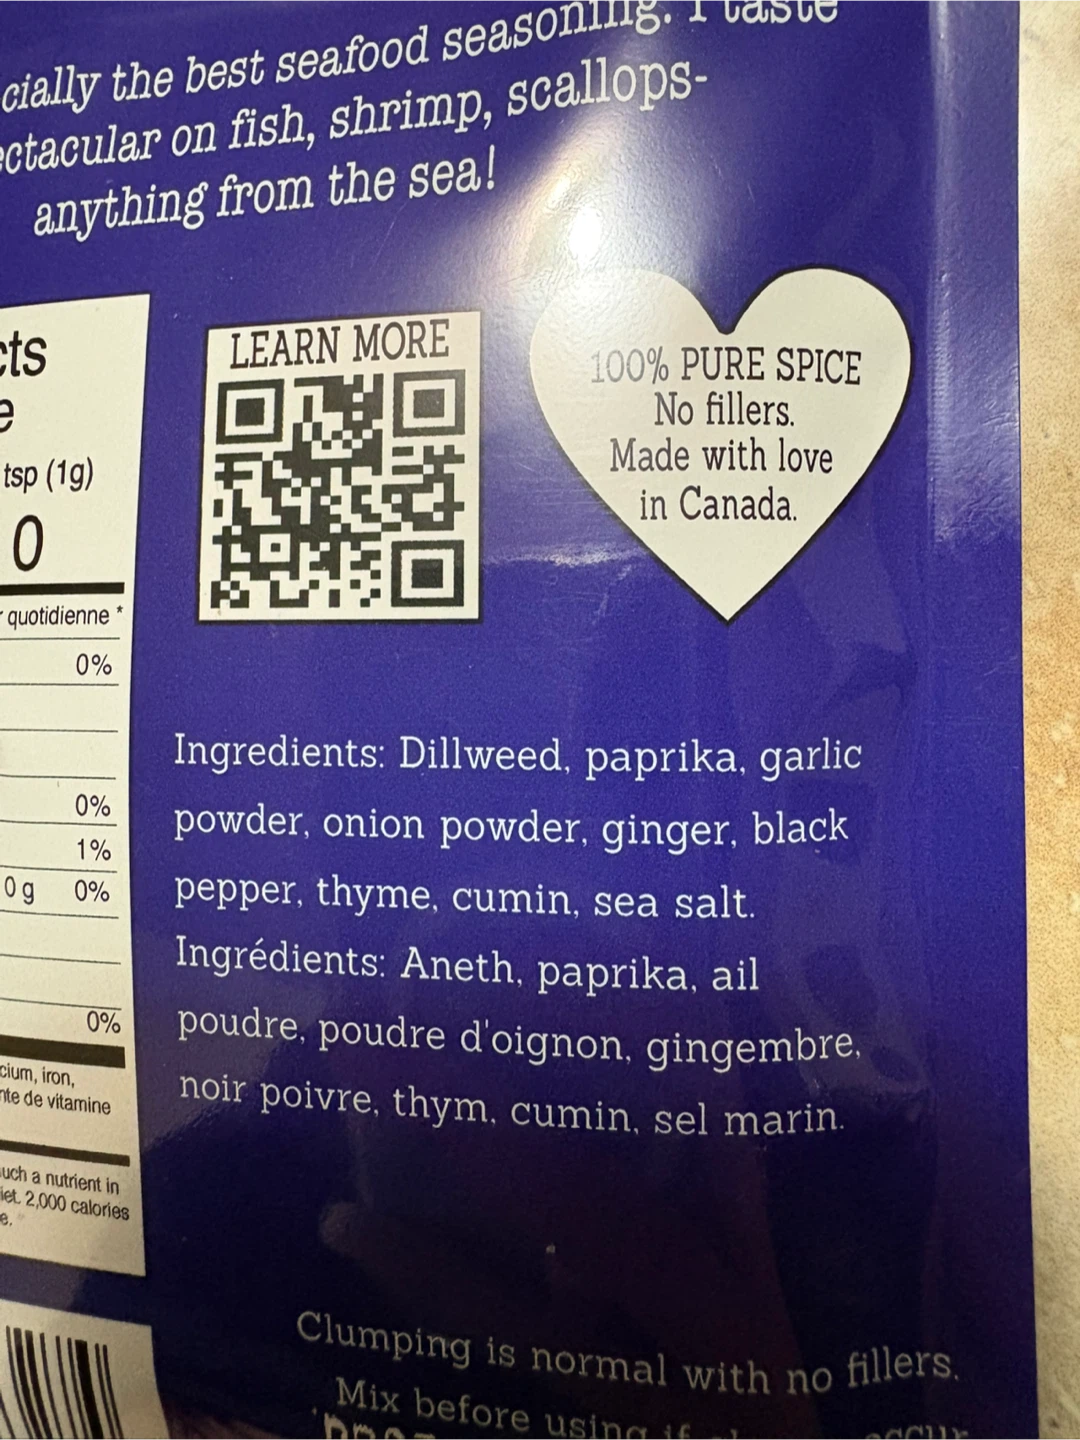 cially the best seafood seasoning. I taste
ectacular on fish, shrimp, scallops-
anything from the sea!
cts
e
tsp (1g)
0
quotidienne *
0%
0%
1%
0 g 0%
0%
cium, iron,
nte de vitamine
uch a nutrient in
iet. 2,000 calories
e.
LEARN MORE
100% PURE SPICE
No fillers.
Made with love
in Canada.
Ingredients: Dillweed, paprika, garlic
powder, onion powder, ginger, black
pepper, thyme, cumin, sea salt.
Ingrédients: Aneth, paprika, ail
poudre, poudre d'oignon, gingembre,
noir poivre, thym, cumin, sel marin.
Clumping is normal with no fillers.
Mix before using if